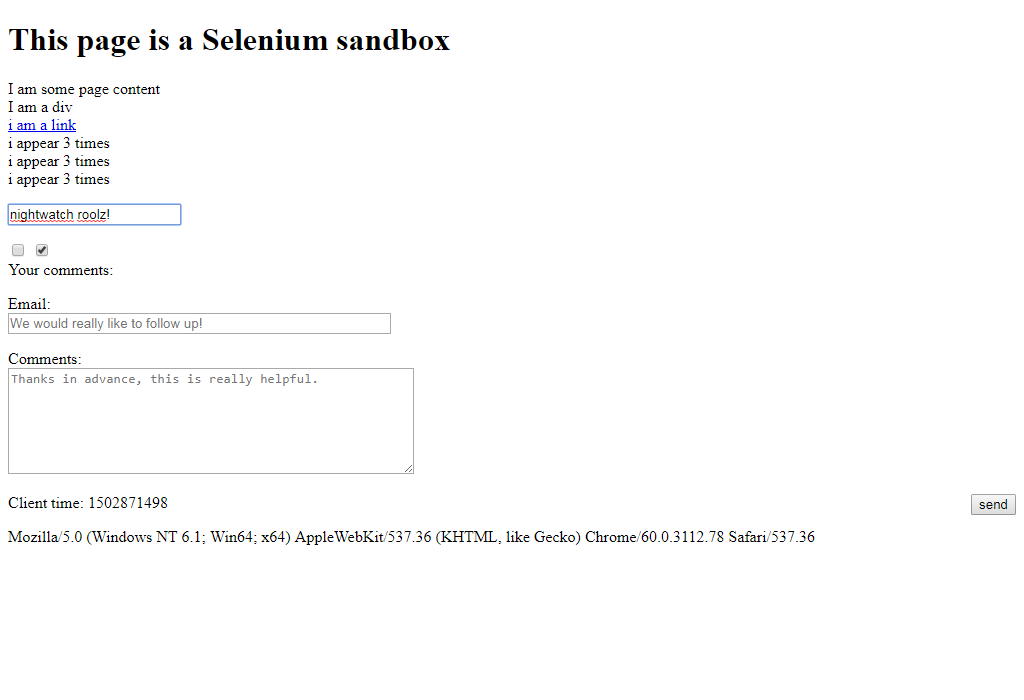 This page is a Selenium sandbox
I am some page content
I am a div
i am a link
i appear 3 times
i appear 3 times
i appear 3 times
nightwatch roolz!
Your comments:
Email:
We would really like to follow up!
Comments:
Thanks in advance, this is really helpful.
Client time: 1502871498
send
Mozilla/5.0 (Windows NT 6.1; Win64; x64) AppleWebKit/537.36 (KHTML, like Gecko) Chrome/60.0.3112.78 Safari/537.36